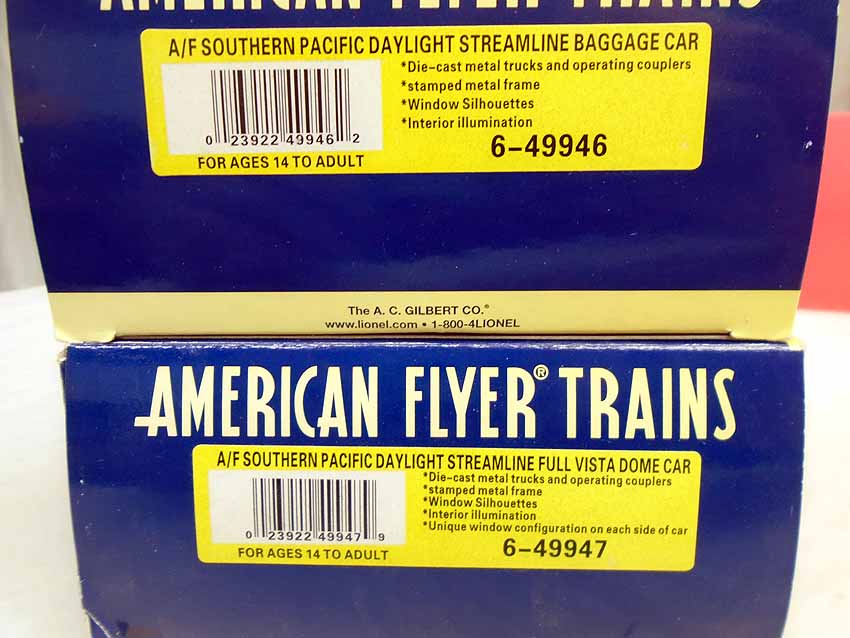 AMERICAN FLYER TRAINS
A/F SOUTHERN PACIFIC DAYLIGHT STREAMLINE BAGGAGE CAR
*Die-cast metal trucks and operating couplers
*stamped metal frame
*Window Silhouettes
*Interior illumination
0 23922 49946 2
6-49946
FOR AGES 14 TO ADULT
The A. C. GILBERT CO.®
www.lionel.com • 1-800-4LIONEL
AMERICAN FLYER® TRAINS
A/F SOUTHERN PACIFIC DAYLIGHT STREAMLINE FULL VISTA DOME CAR
*Die-cast metal trucks and operating couplers
*stamped metal frame
*Window Silhouettes
*Interior illumination
*Unique window configuration on each side of car
0 23922 49947 9
6-49947
FOR AGES 14 TO ADULT